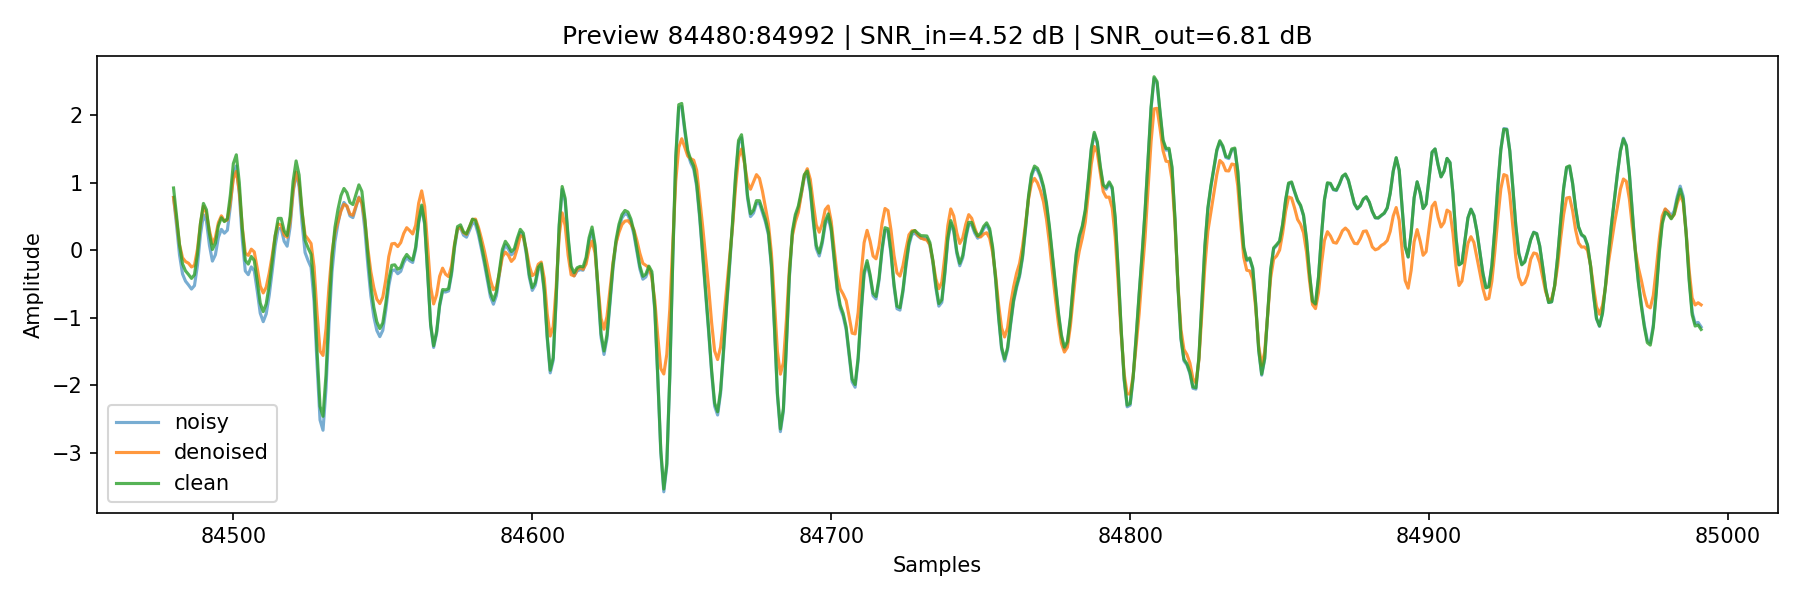 Preview 84480:84992 | SNR_in=4.52 dB | SNR_out=6.81 dB
Amplitude
2
1
0
−1
−2
−3
noisy
denoised
clean
84500 84600 84700 84800 84900 85000
Samples